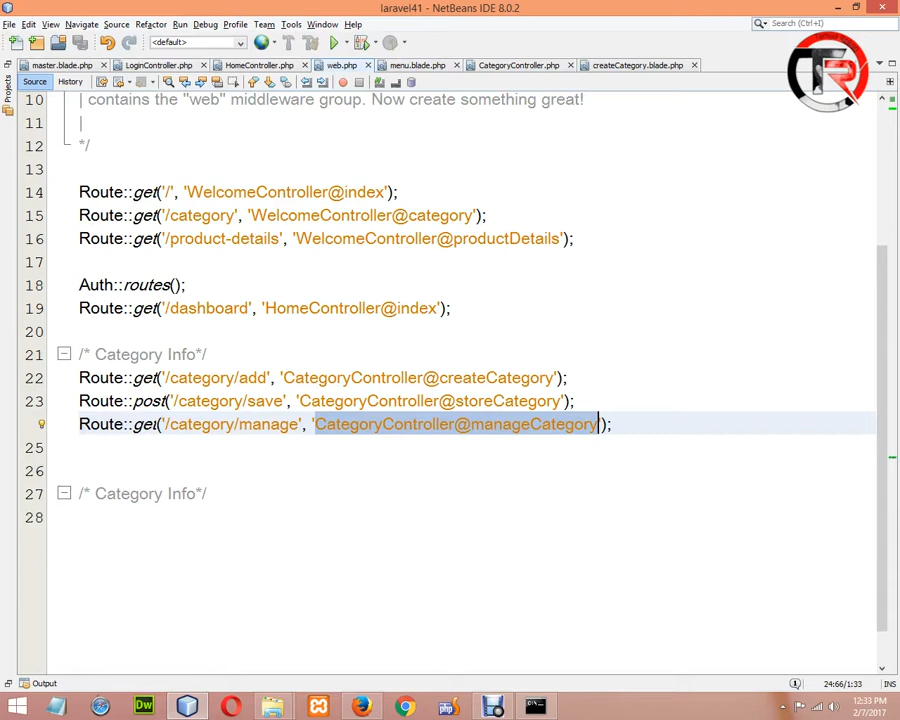 laravel41 - NetBeans IDE 8.0.2
File Edit View Navigate Source Refactor Run Debug Profile Team Tools Window Help
Search (Ctrl+I)
<default>
master.blade.php LoginController.php HomeController.php web.php menu.blade.php CategoryController.php createCategory.blade.php
Projects
Source History
10 | contains the "web" middleware group. Now create something great!
11 |
12 */
13
14 Route::get('/', 'WelcomeController@index');
15 Route::get('/category', 'WelcomeController@category');
16 Route::get('/product-details', 'WelcomeController@productDetails');
17
18 Auth::routes();
19 Route::get('/dashboard', 'HomeController@index');
20
21 /* Category Info*/
22 Route::get('/category/add', 'CategoryController@createCategory');
23 Route::post('/category/save', 'CategoryController@storeCategory');
24 Route::get('/category/manage', 'CategoryController@manageCategory');
25
26
27 /* Category Info*/
28
Output
24:66/1:33 INS
Dw
php
12:33 PM
2/7/2017